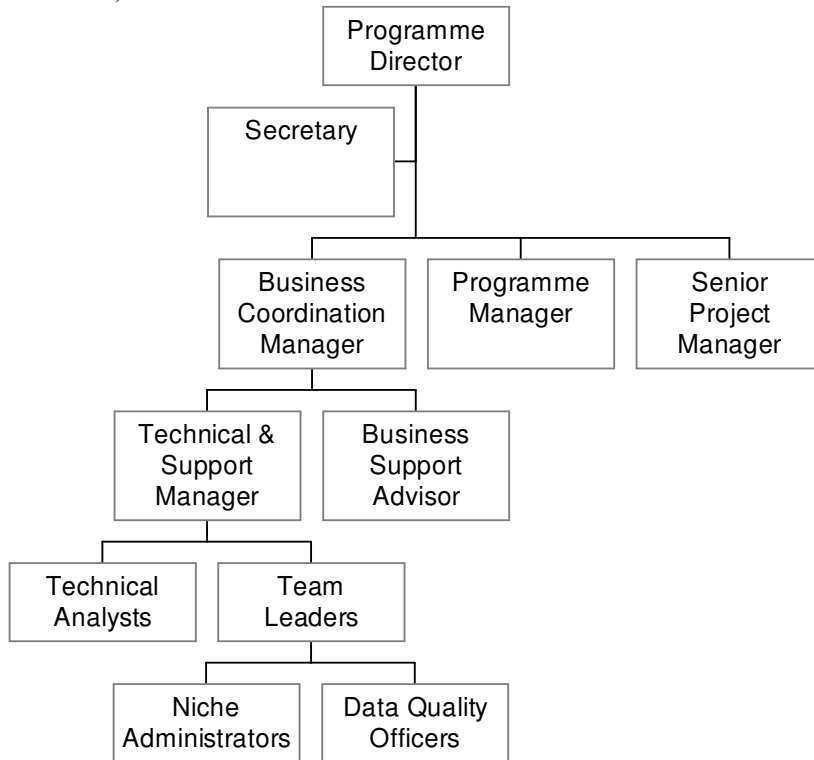 Programme
Director
Secretary
Business
Coordination
Manager
Programme
Manager
Senior
Project
Manager
Technical &
Support
Manager
Business
Support
Advisor
Technical
Analysts
Team
Leaders
Niche
Administrators
Data Quality
Officers